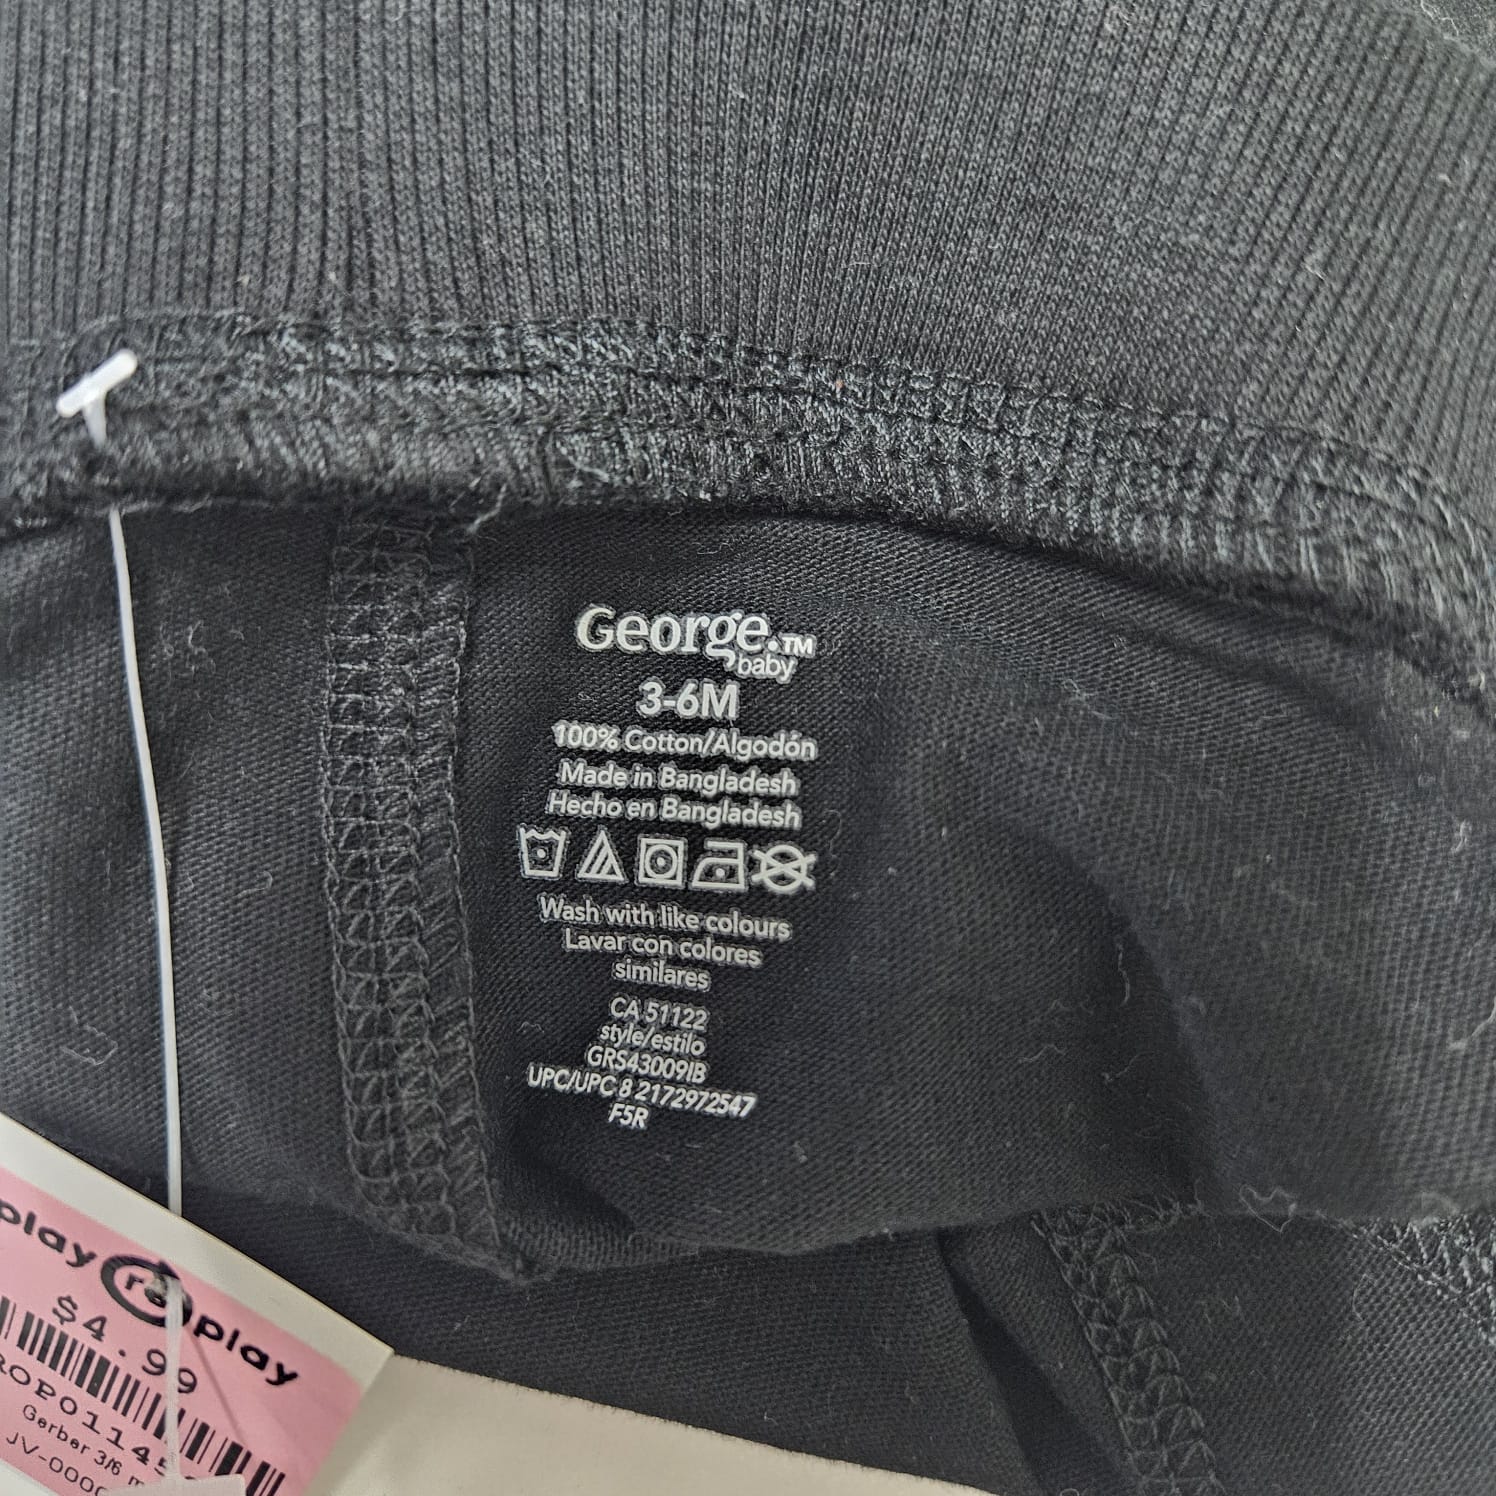 George.™
baby
3-6M
100% Cotton/Algodón
Made in Bangladesh
Hecho en Bangladesh
Wash with like colours
Lavar con colores
similares
CA 51122
style/estilo
GRS43009IB
UPC/UPC 8 2172972547
F5R
play re play
$4.99
Gerber 3/6 m